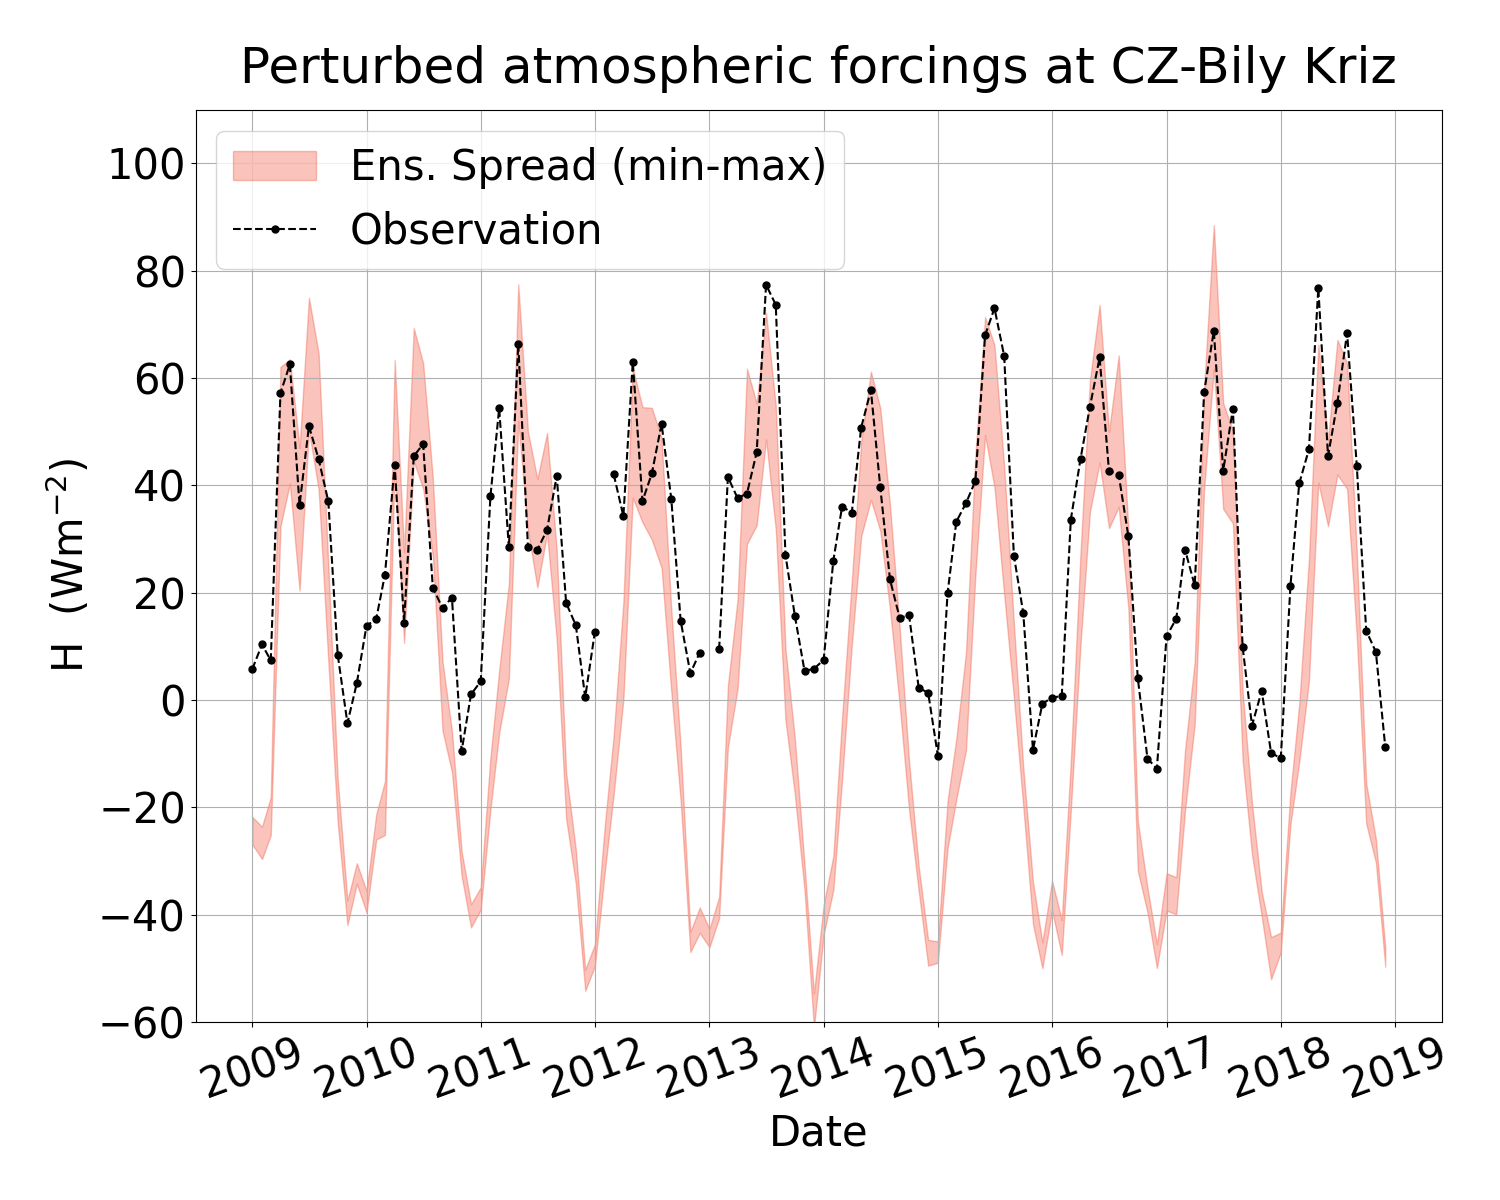 Perturbed atmospheric forcings at CZ-Bily Kriz
Ens. Spread (min-max)
Observation
H (Wm⁻²)
100
80
60
40
20
0
−20
−40
−60
2009 2010 2011 2012 2013 2014 2015 2016 2017 2018 2019
Date